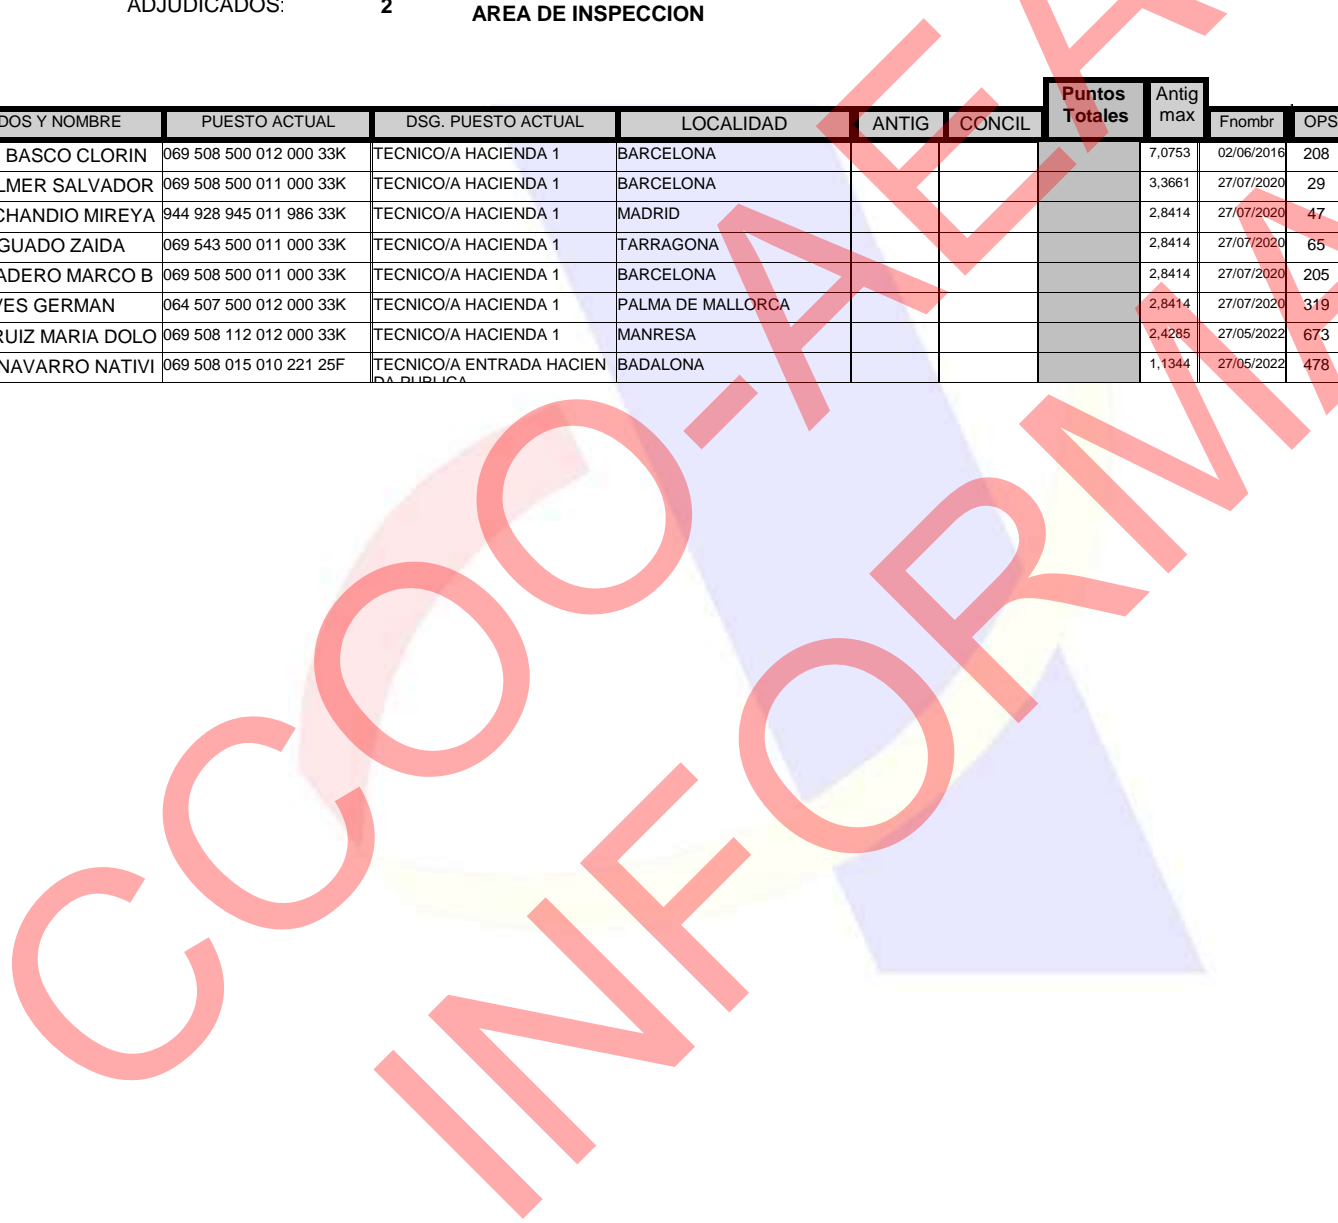 ADJUDICADOS: 2
AREA DE INSPECCION
Puntos Totales Antig max
DOS Y NOMBRE PUESTO ACTUAL DSG. PUESTO ACTUAL LOCALIDAD ANTIG CONCIL Fnombr OPS
BASCO CLORIN 069 508 500 012 000 33K TECNICO/A HACIENDA 1 BARCELONA 7,0753 02/06/2016 208
LMER SALVADOR 069 508 500 011 000 33K TECNICO/A HACIENDA 1 BARCELONA 3,3661 27/07/2020 29
CHANDIO MIREYA 944 928 945 011 986 33K TECNICO/A HACIENDA 1 MADRID 2,8414 27/07/2020 47
GUADO ZAIDA 069 543 500 011 000 33K TECNICO/A HACIENDA 1 TARRAGONA 2,8414 27/07/2020 65
ADERO MARCO B 069 508 500 011 000 33K TECNICO/A HACIENDA 1 BARCELONA 2,8414 27/07/2020 205
VES GERMAN 064 507 500 012 000 33K TECNICO/A HACIENDA 1 PALMA DE MALLORCA 2,8414 27/07/2020 319
RUIZ MARIA DOLO 069 508 112 012 000 33K TECNICO/A HACIENDA 1 MANRESA 2,4285 27/05/2022 673
NAVARRO NATIVI 069 508 015 010 221 25F TECNICO/A ENTRADA HACIEN BADALONA 1,1344 27/05/2022 478
DA PUBLICA
CCOO-AEA
INFORMA